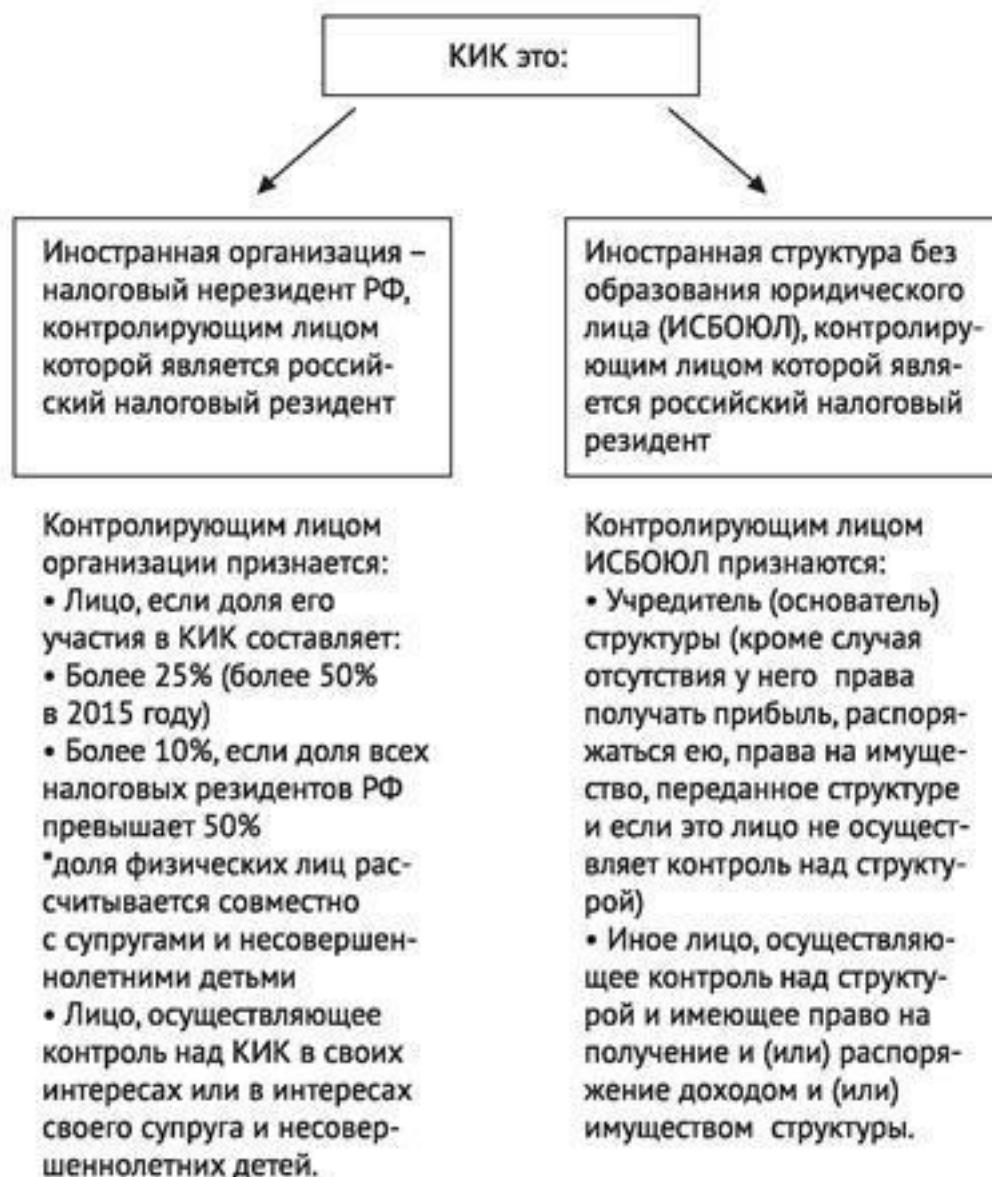 КИК это:
Иностранная организация –
налоговый нерезидент РФ,
контролирующим лицом
которой является россий-
ский налоговый резидент
Контролирующим лицом
организации признается:
• Лицо, если доля его
участия в КИК составляет:
• Более 25% (более 50%
в 2015 году)
• Более 10%, если доля всех
налоговых резидентов РФ
превышает 50%
*доля физических лиц рас-
считывается совместно
с супругами и несовершен-
нолетними детьми
• Лицо, осуществляющее
контроль над КИК в своих
интересах или в интересах
своего супруга и несовер-
шеннолетних детей.
Иностранная структура без
образования юридического
лица (ИСБОЮЛ), контролиру-
ющим лицом которой явля-
ется российский налоговый
резидент
Контролирующим лицом
ИСБОЮЛ признаются:
• Учредитель (основатель)
структуры (кроме случая
отсутствия у него права
получать прибыль, распоря-
жаться ею, права на имуще-
ство, переданное структуре
и если это лицо не осущест-
вляет контроль над структу-
рой)
• Иное лицо, осуществляю-
щее контроль над структу-
рой и имеющее право на
получение и (или) распоря-
жение доходом и (или)
имуществом структуры.